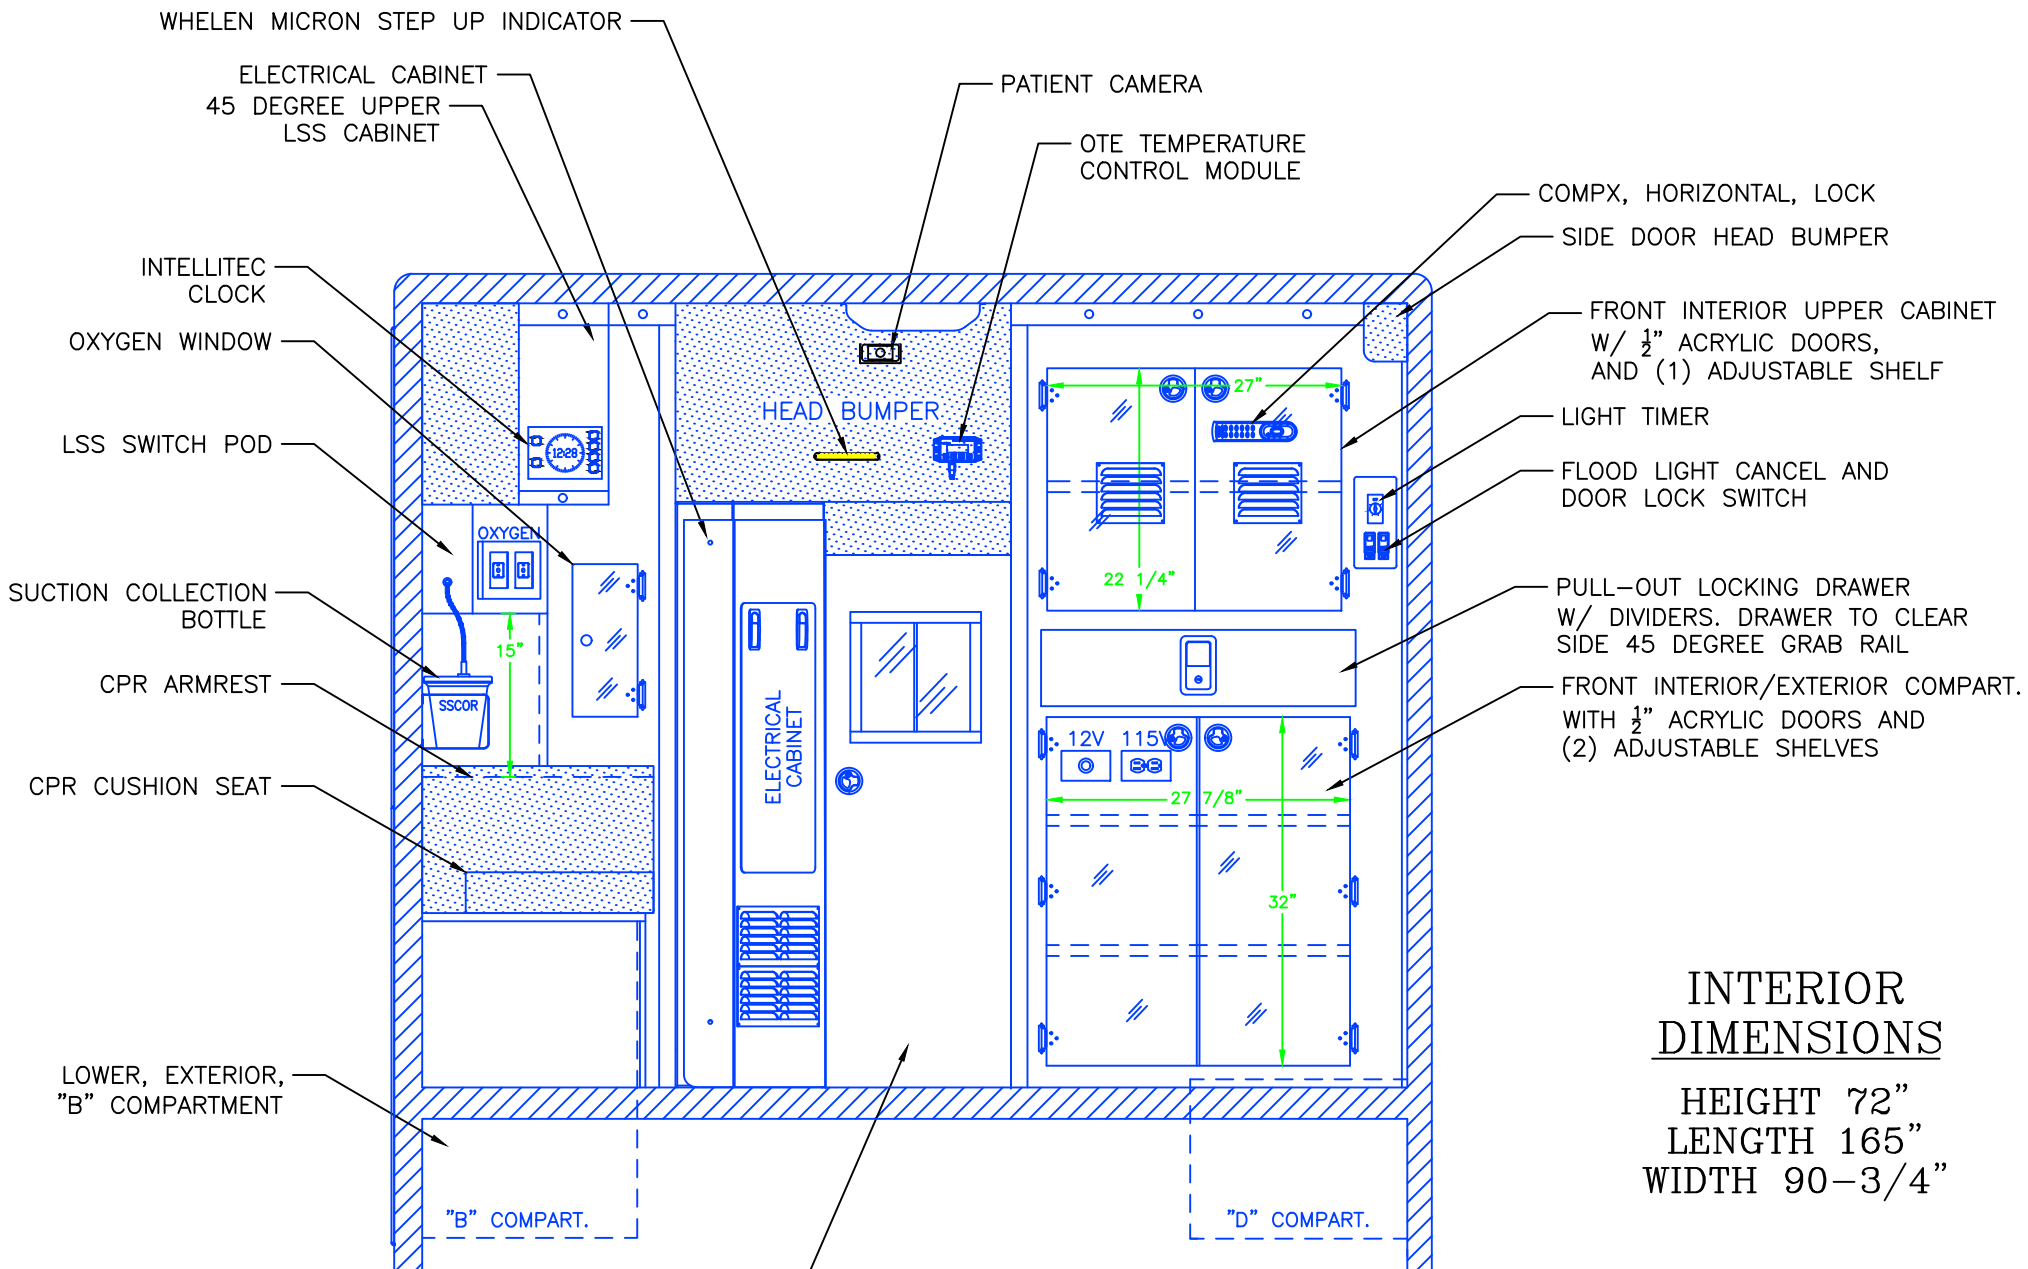 WHELEN MICRON STEP UP INDICATOR
ELECTRICAL CABINET
45 DEGREE UPPER
LSS CABINET
PATIENT CAMERA
OTE TEMPERATURE
CONTROL MODULE
COMPX, HORIZONTAL, LOCK
SIDE DOOR HEAD BUMPER
INTELLITEC
CLOCK
OXYGEN WINDOW
LSS SWITCH POD
SUCTION COLLECTION
BOTTLE
CPR ARMREST
CPR CUSHION SEAT
LOWER, EXTERIOR,
"B" COMPARTMENT
FRONT INTERIOR UPPER CABINET
W/ ½" ACRYLIC DOORS,
AND (1) ADJUSTABLE SHELF
LIGHT TIMER
FLOOD LIGHT CANCEL AND
DOOR LOCK SWITCH
PULL-OUT LOCKING DRAWER
W/ DIVIDERS. DRAWER TO CLEAR
SIDE 45 DEGREE GRAB RAIL
FRONT INTERIOR/EXTERIOR COMPART.
WITH ½" ACRYLIC DOORS AND
(2) ADJUSTABLE SHELVES
HEAD BUMPER
12:28
OXYGEN
15"
SSCOR
ELECTRICAL
CABINET
27"
22 1/4"
12V 115V
27 7/8"
32"
"B" COMPART.
"D" COMPART.
INTERIOR
DIMENSIONS
HEIGHT 72"
LENGTH 165"
WIDTH 90-3/4"